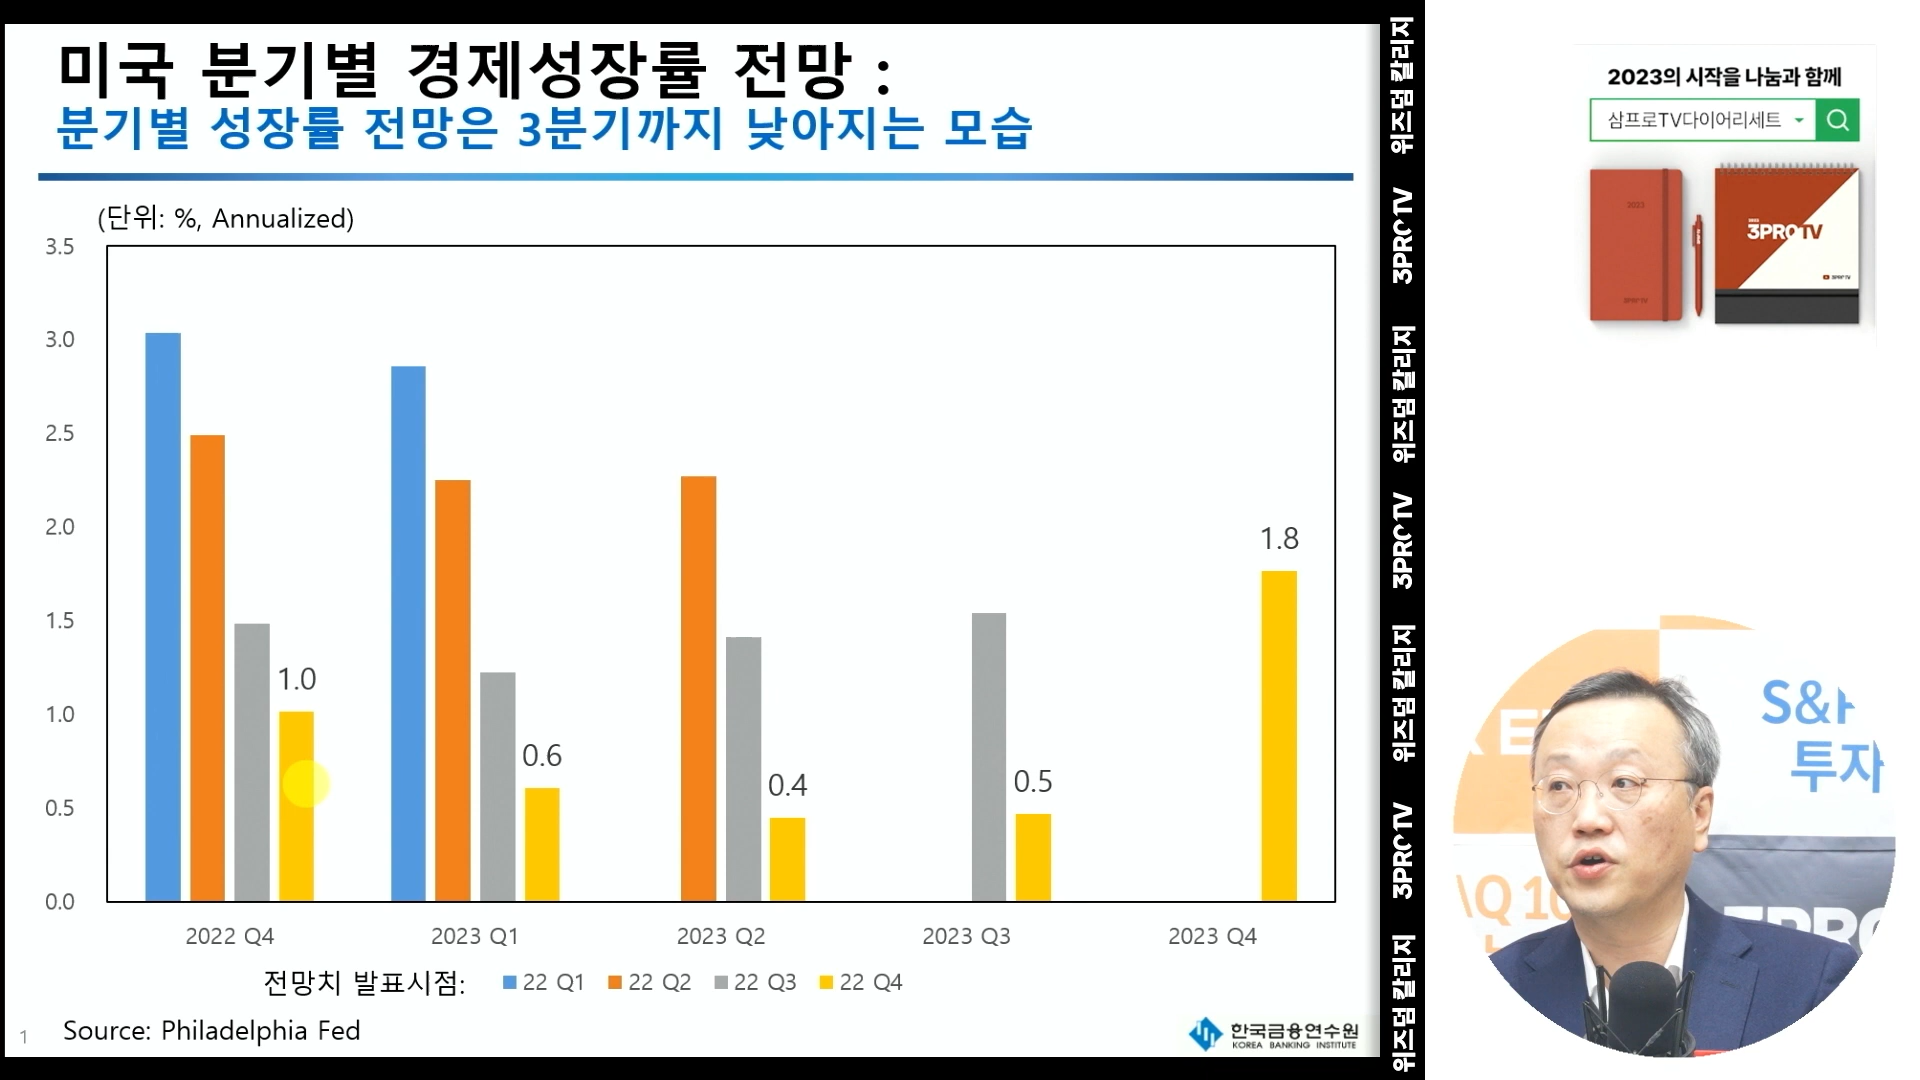 미국 분기별 경제성장률 전망 :
분기별 성장률 전망은 3분기까지 낮아지는 모습
(단위: %, Annualized)
3.5
3.0
2.5
2.0
1.5
1.0
0.5
0.0
1.0
0.6
0.4
0.5
1.8
2022 Q4
2023 Q1
2023 Q2
2023 Q3
2023 Q4
전망치 발표시점:
22 Q1
22 Q2
22 Q3
22 Q4
1
Source: Philadelphia Fed
한국금융연수원
KOREA BANKING INSTITUTE
위즈덤 칼리지
3PROTV
위즈덤 칼리지
3PROTV
위즈덤 칼리지
3PROTV
위즈덤 칼리지
2023의 시작을 나눔과 함께
삼프로TV다이어리세트
2023
3PROTV
3PROTV
S&
투자
Q 10